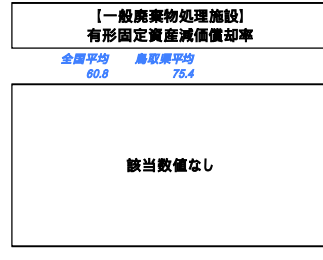 【一般廃棄物処理施設】
有形固定資産減価償却率
全国平均 鳥取県平均
60.8 75.4
該当数値なし